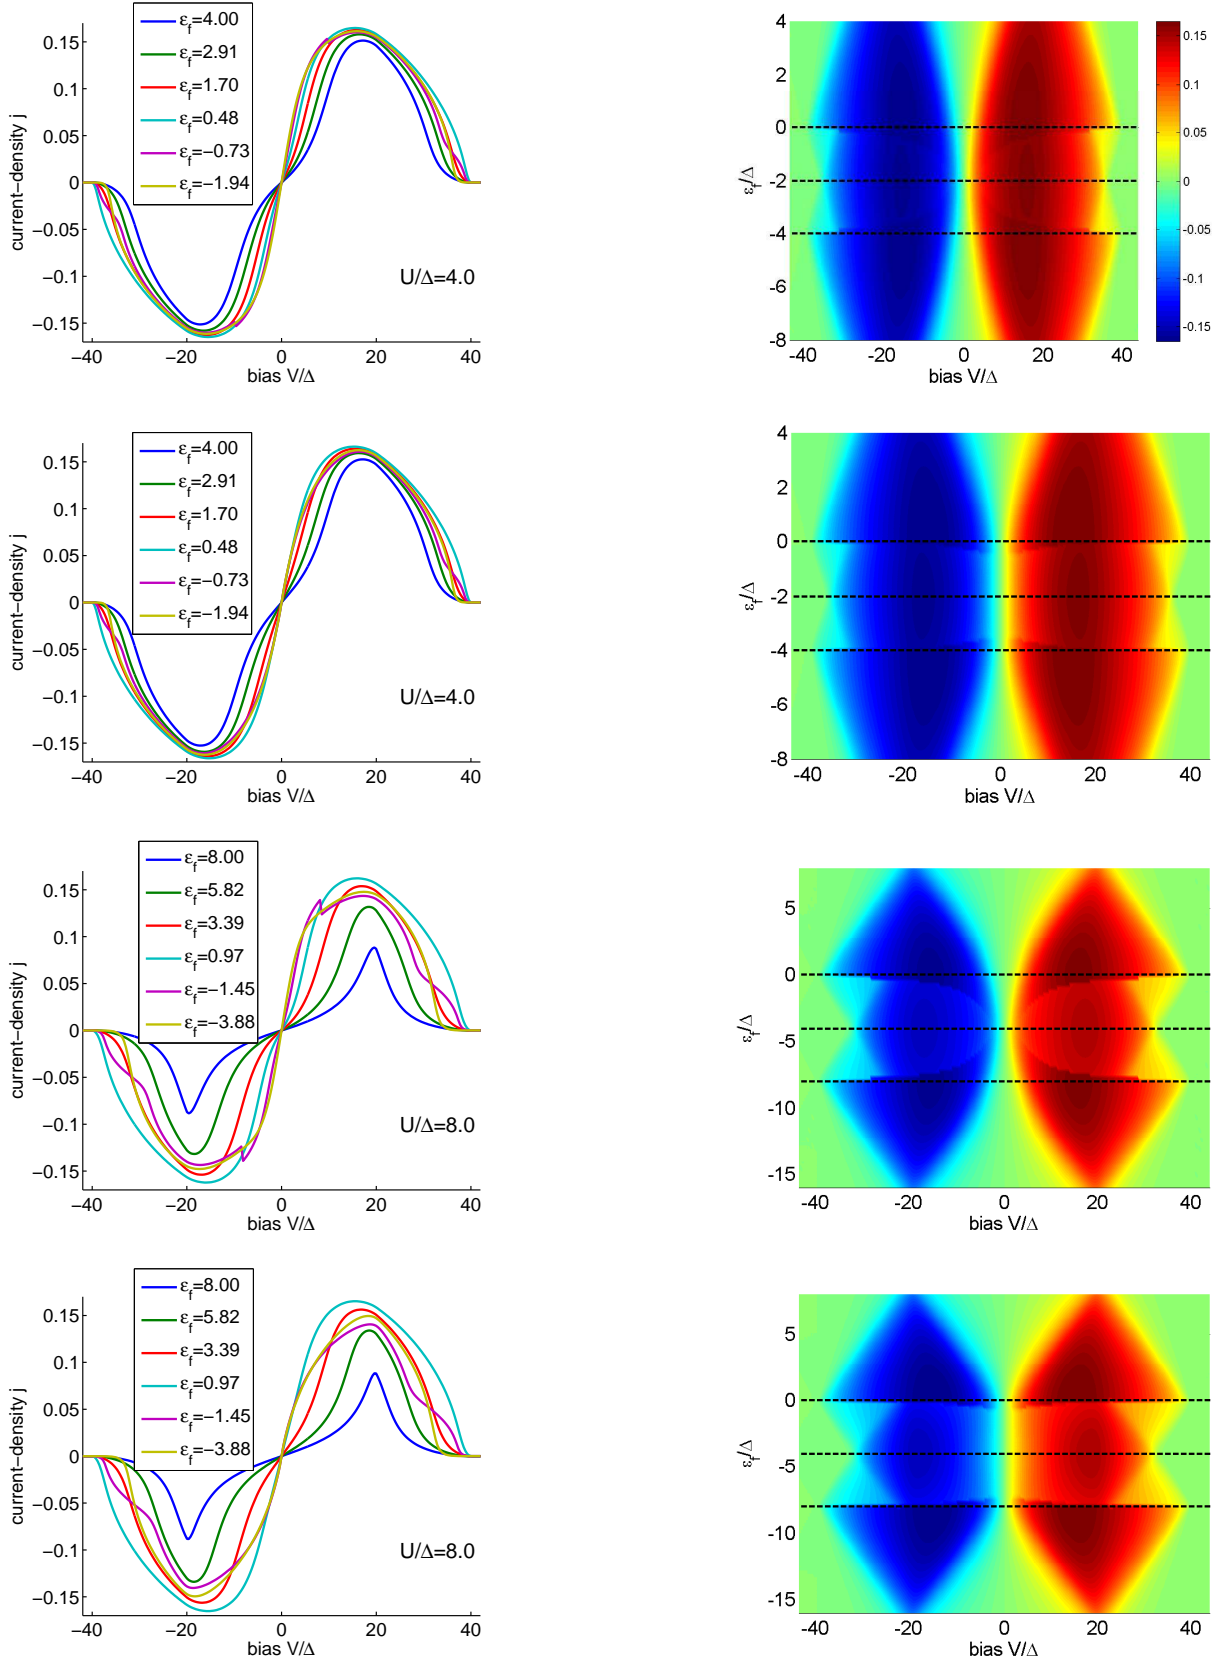 0.15
0.1
0.05
0
−0.05
−0.1
−0.15
current−density j
ε_f=4.00
ε_f=2.91
ε_f=1.70
ε_f=0.48
ε_f=−0.73
ε_f=−1.94
U/Δ=4.0
−40 −20 0 20 40
bias V/Δ
4
2
0
-2
-4
-6
-8
ε_f/Δ
-40 -20 0 20 40
bias V/Δ
0.15
0.1
0.05
0
-0.05
-0.1
-0.15
0.15
0.1
0.05
0
−0.05
−0.1
−0.15
current−density j
ε_f=4.00
ε_f=2.91
ε_f=1.70
ε_f=0.48
ε_f=−0.73
ε_f=−1.94
U/Δ=4.0
−40 −20 0 20 40
bias V/Δ
4
2
0
-2
-4
-6
-8
ε_f/Δ
-40 -20 0 20 40
bias V/Δ
0.15
0.1
0.05
0
−0.05
−0.1
−0.15
current−density j
ε_f=8.00
ε_f=5.82
ε_f=3.39
ε_f=0.97
ε_f=−1.45
ε_f=−3.88
U/Δ=8.0
−40 −20 0 20 40
bias V/Δ
5
0
-5
-10
-15
ε_f/Δ
-40 -20 0 20 40
bias V/Δ
0.15
0.1
0.05
0
−0.05
−0.1
−0.15
current−density j
ε_f=8.00
ε_f=5.82
ε_f=3.39
ε_f=0.97
ε_f=−1.45
ε_f=−3.88
U/Δ=8.0
−40 −20 0 20 40
bias V/Δ
5
0
-5
-10
-15
ε_f/Δ
-40 -20 0 20 40
bias V/Δ